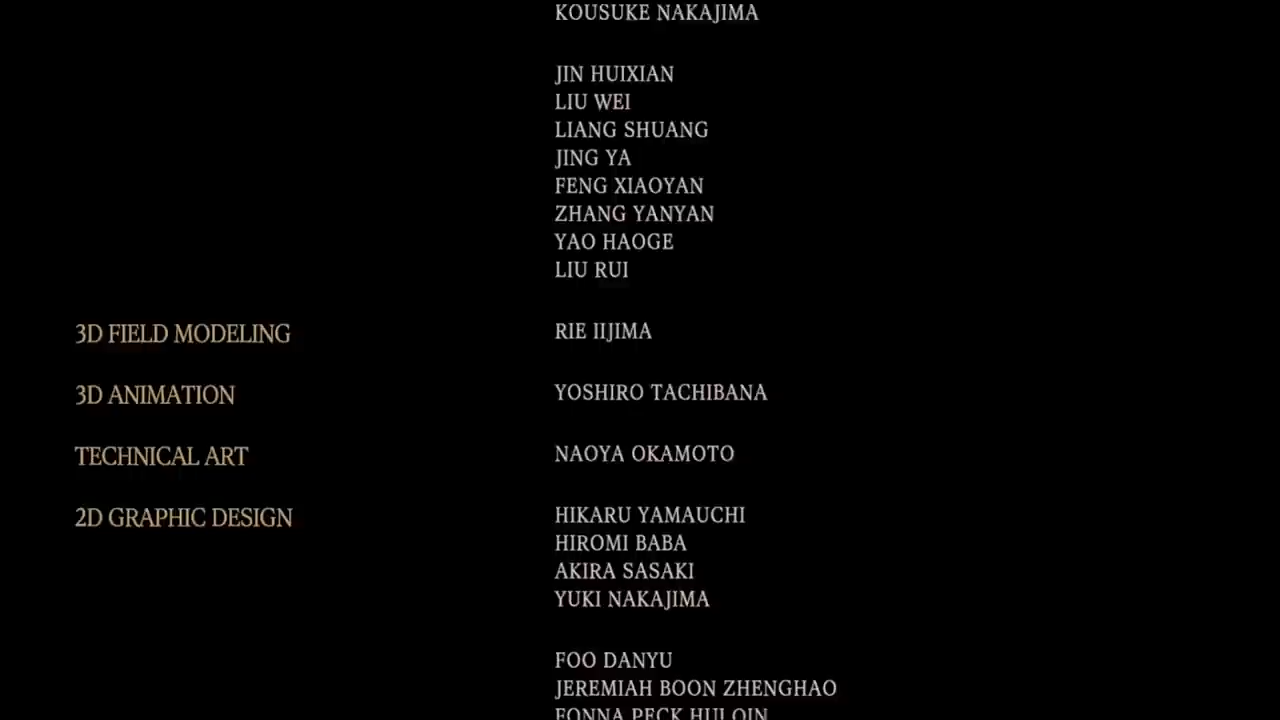 KOUSUKE NAKAJIMA
JIN HUIXIAN
LIU WEI
LIANG SHUANG
JING YA
FENG XIAOYAN
ZHANG YANYAN
YAO HAOGE
LIU RUI
3D FIELD MODELING RIE IIJIMA
3D ANIMATION YOSHIRO TACHIBANA
TECHNICAL ART NAOYA OKAMOTO
2D GRAPHIC DESIGN HIKARU YAMAUCHI
HIROMI BABA
AKIRA SASAKI
YUKI NAKAJIMA
FOO DANYU
JEREMIAH BOON ZHENGHAO
FONNA PECK